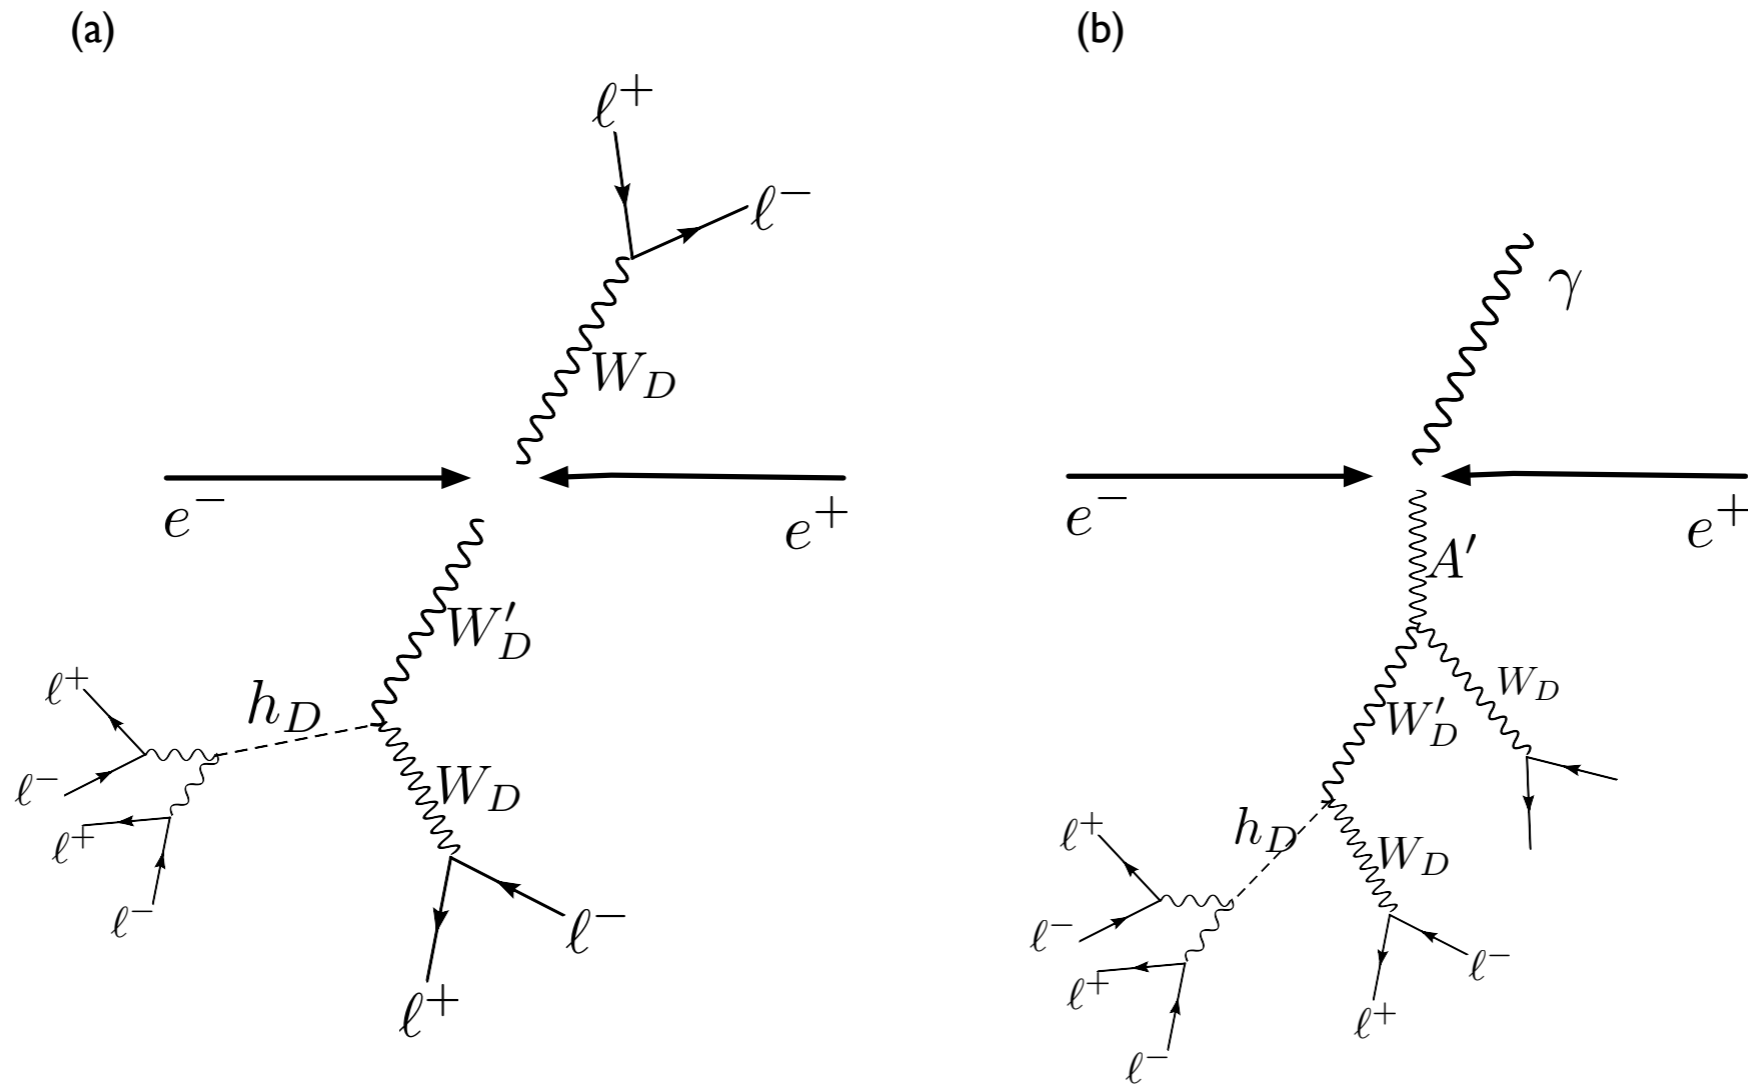 (a)
ℓ⁺
ℓ⁻
W_D
e⁻
e⁺
W′_D
h_D
ℓ⁺
ℓ⁻
ℓ⁺
ℓ⁻
W_D
ℓ⁻
ℓ⁺
(b)
γ
e⁻
e⁺
A′
W_D
W′_D
h_D
ℓ⁺
ℓ⁻
ℓ⁺
ℓ⁻
W_D
ℓ⁻
ℓ⁺